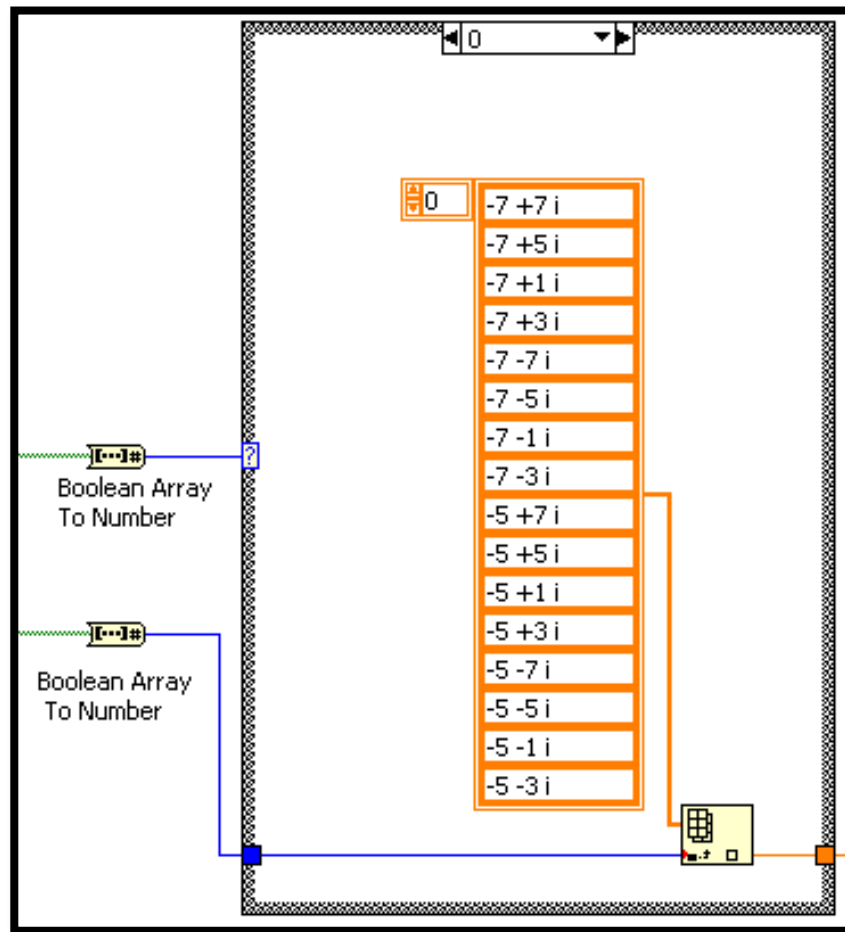 0
0
-7 +7 i
-7 +5 i
-7 +1 i
-7 +3 i
-7 -7 i
-7 -5 i
-7 -1 i
-7 -3 i
-5 +7 i
-5 +5 i
-5 +1 i
-5 +3 i
-5 -7 i
-5 -5 i
-5 -1 i
-5 -3 i
[...]#
?
Boolean Array
To Number
[...]#
Boolean Array
To Number